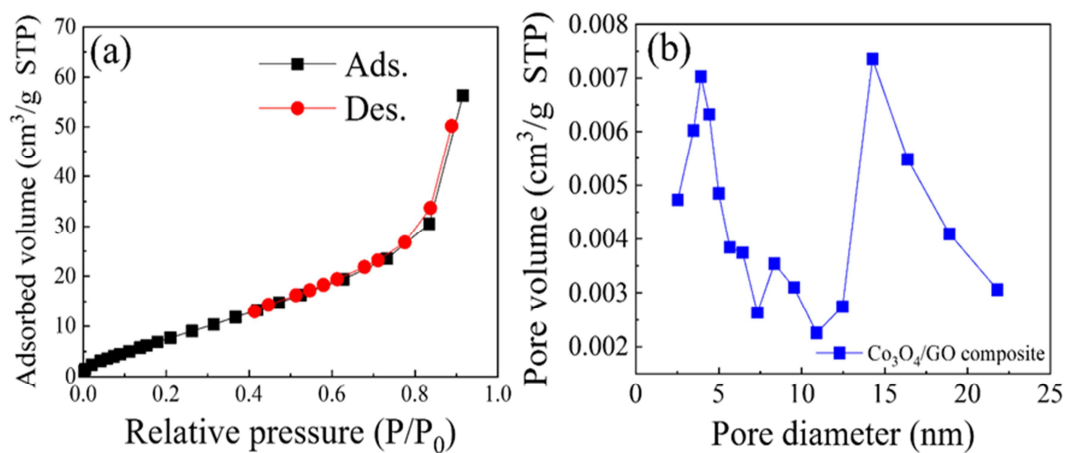 (a)
Ads.
Des.
Adsorbed volume (cm³/g STP)
70
60
50
40
30
20
10
0
0.0 0.2 0.4 0.6 0.8 1.0
Relative pressure (P/P₀)
(b)
Pore volume (cm³/g STP)
0.008
0.007
0.006
0.005
0.004
0.003
0.002
Co₃O₄/GO composite
0 5 10 15 20 25
Pore diameter (nm)